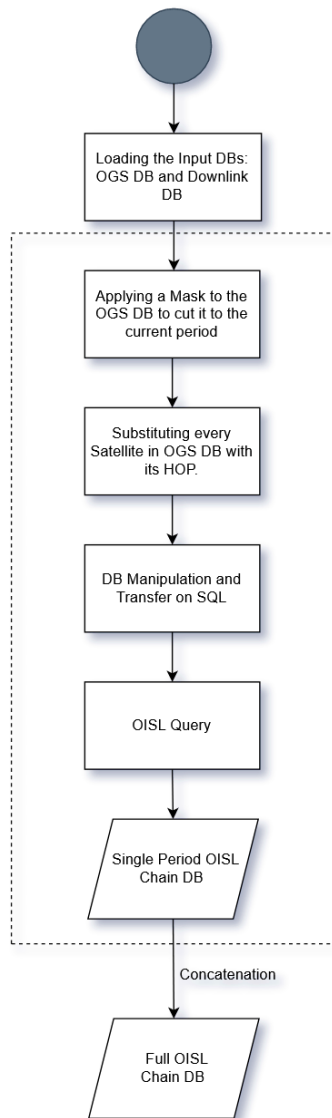 Loading the Input DBs:
OGS DB and Downlink
DB
Applying a Mask to the
OGS DB to cut it to the
current period
Substituting every
Satellite in OGS DB with
its HOP.
DB Manipulation and
Transfer on SQL
OISL Query
Single Period OISL
Chain DB
Concatenation
Full OISL
Chain DB